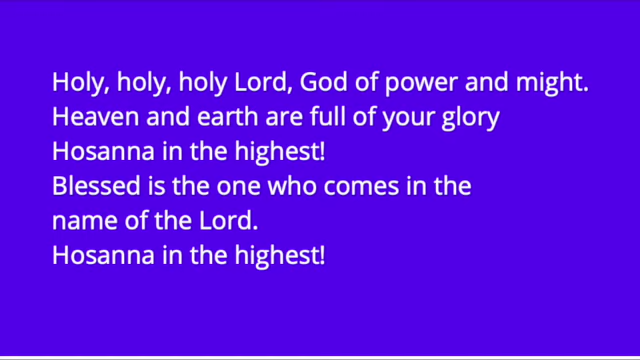 Holy, holy, holy Lord, God of power and might.
Heaven and earth are full of your glory
Hosanna in the highest!
Blessed is the one who comes in the
name of the Lord.
Hosanna in the highest!